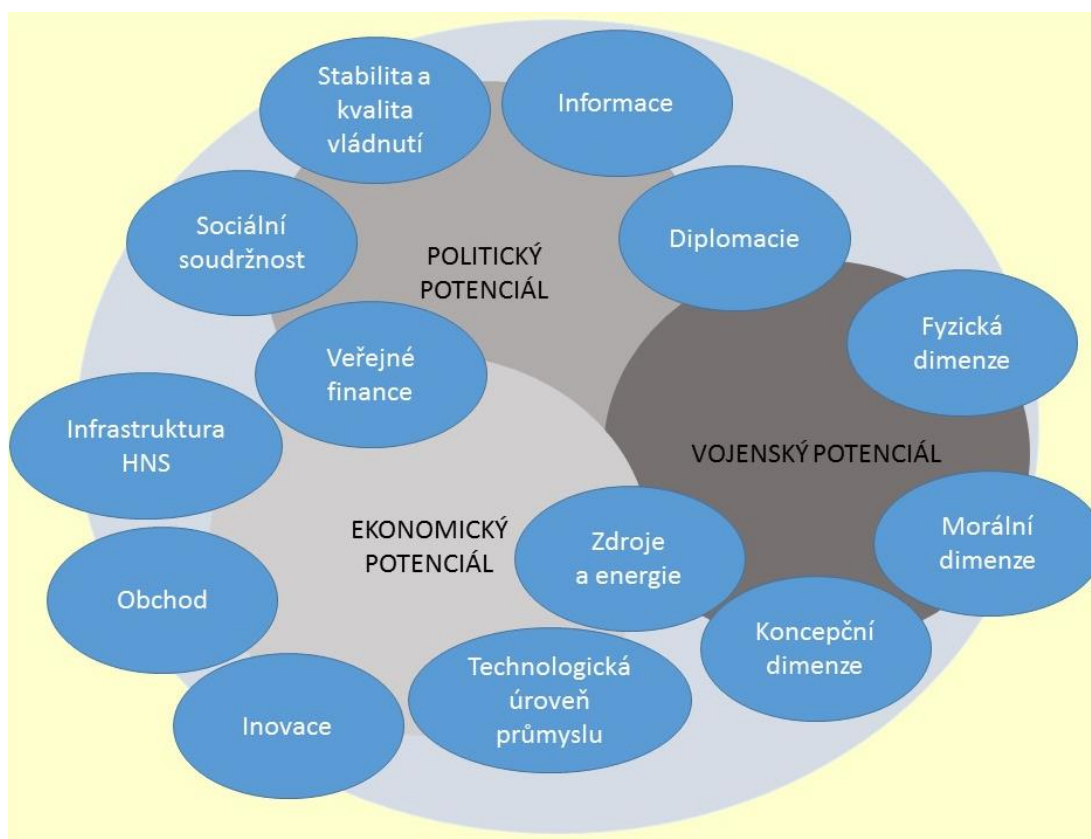 Stabilita a
kvalita
vládnutí
Informace
Sociální
soudržnost
Diplomacie
POLITICKÝ
POTENCIÁL
Fyzická
dimenze
Veřejné
finance
Infrastruktura
HNS
VOJENSKÝ POTENCIÁL
EKONOMICKÝ
POTENCIÁL
Zdroje
a energie
Morální
dimenze
Obchod
Koncepční
dimenze
Technologická
úroveň
průmyslu
Inovace